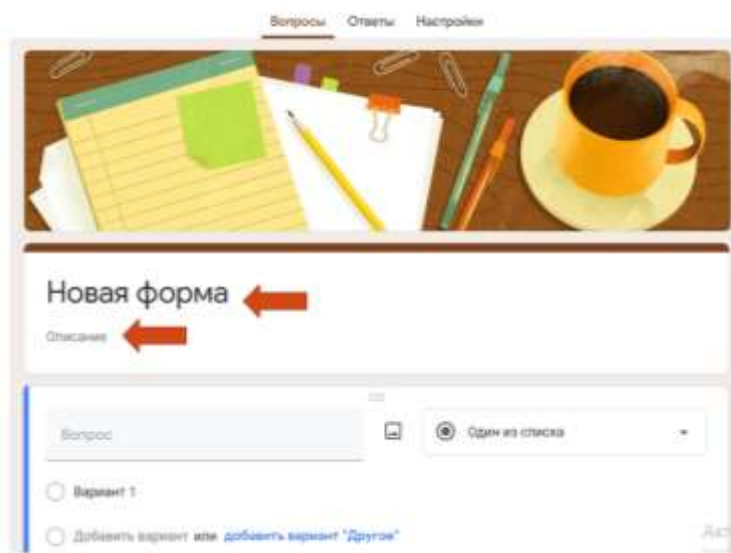 Вопросы Ответы Настройки
Новая форма
Описание
Вопрос
Один из списка
Вариант 1
Добавить вариант или добавить вариант "Другое"